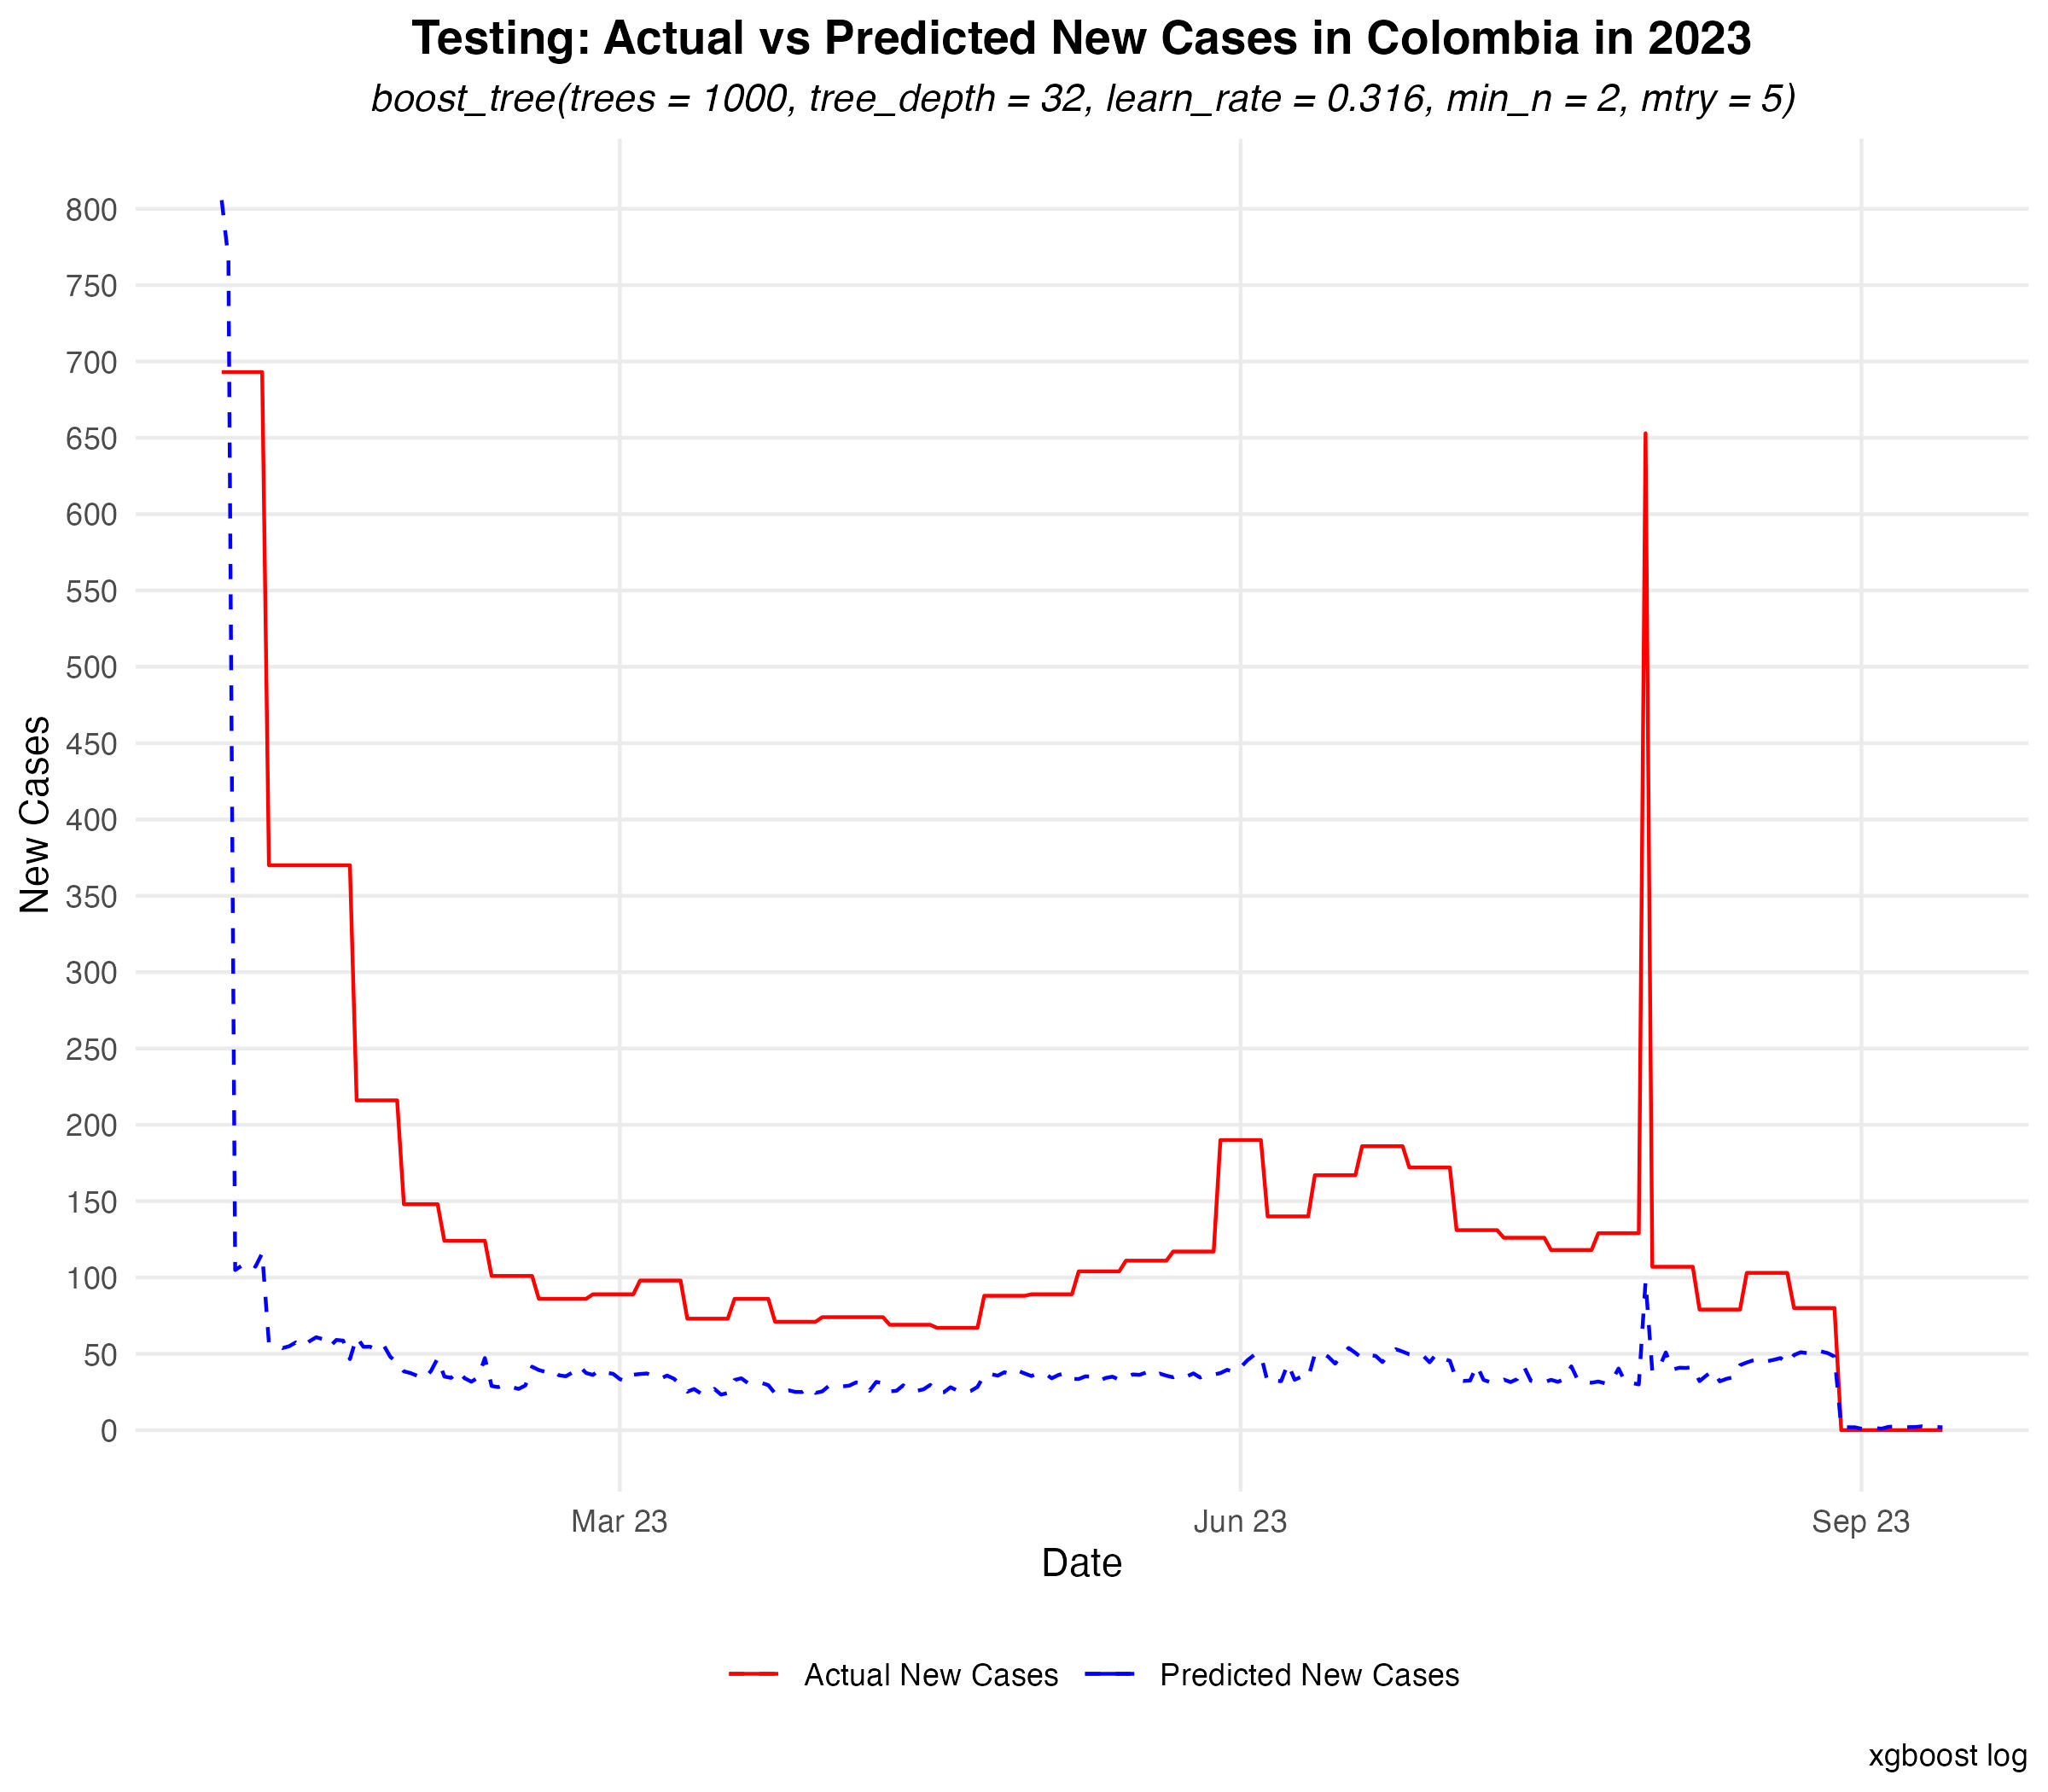 Testing: Actual vs Predicted New Cases in Colombia in 2023
boost_tree(trees = 1000, tree_depth = 32, learn_rate = 0.316, min_n = 2, mtry = 5)
New Cases
800
750
700
650
600
550
500
450
400
350
300
250
200
150
100
50
0
Mar 23 Jun 23 Sep 23
Date
Actual New Cases Predicted New Cases
xgboost log